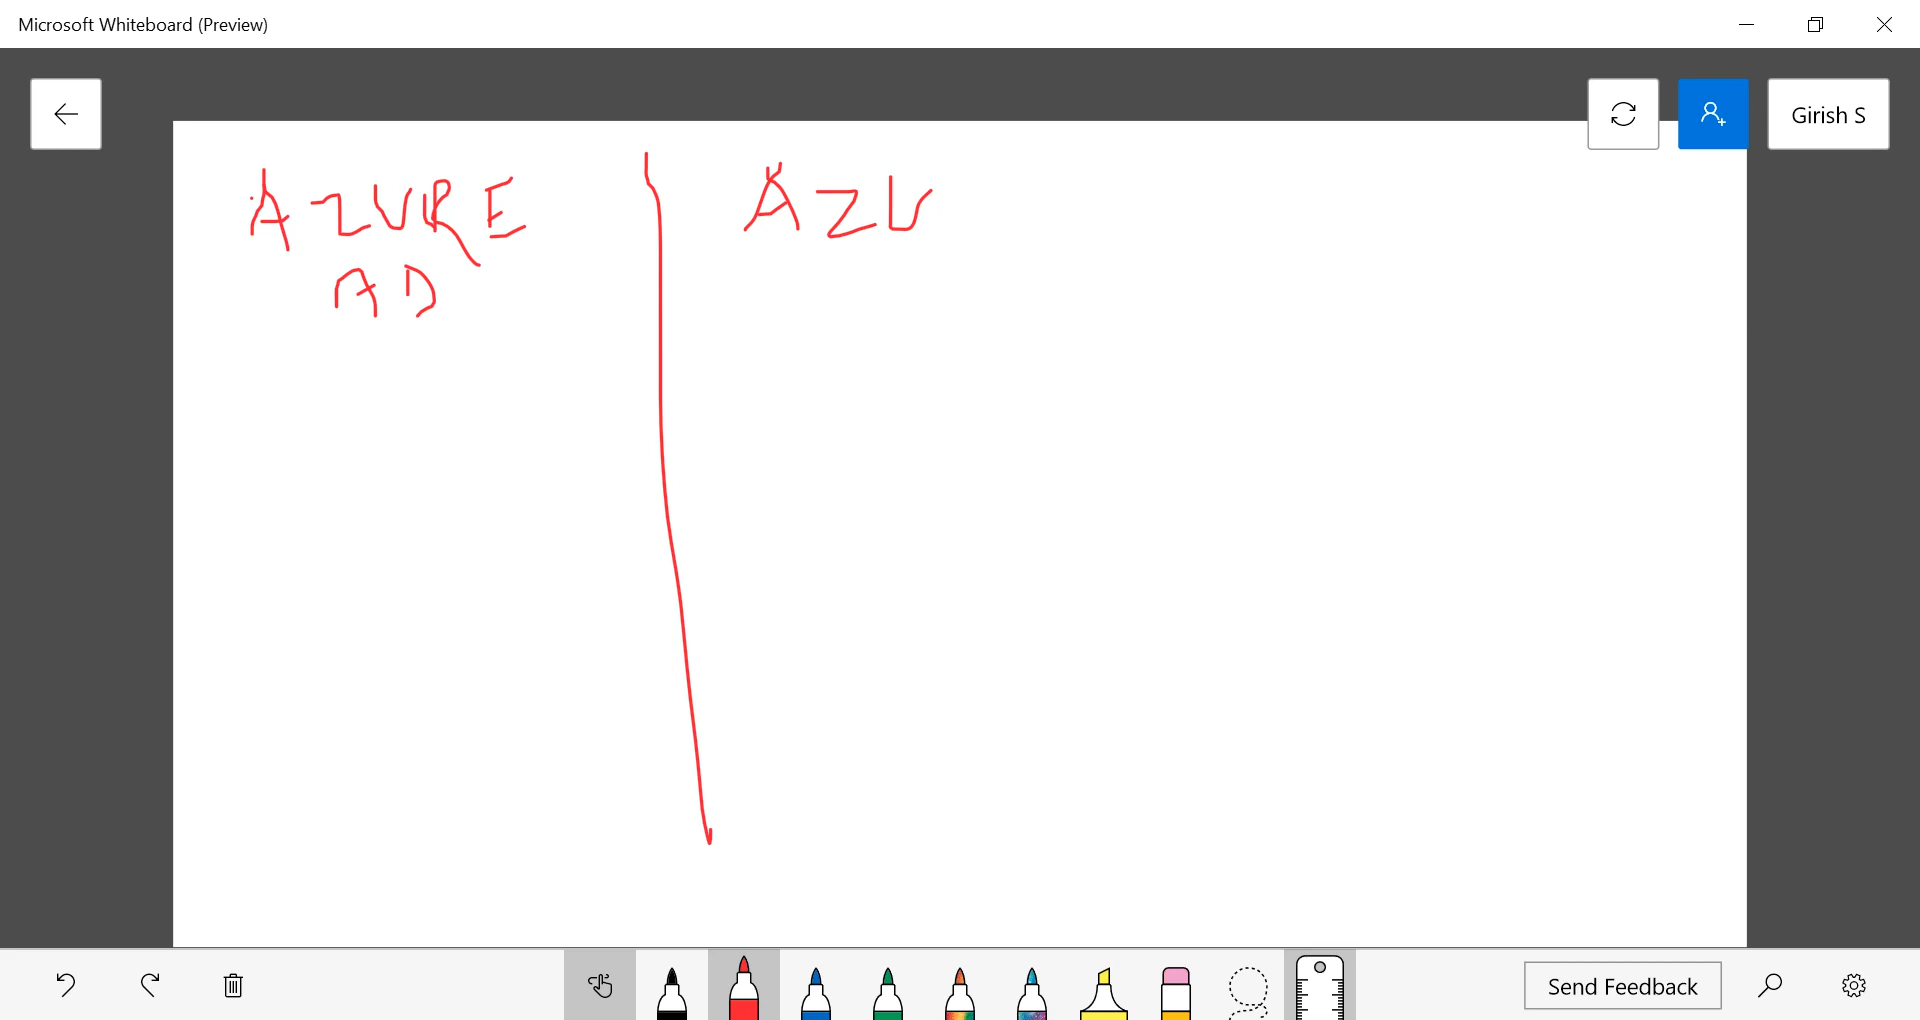 Microsoft Whiteboard (Preview)
Girish S
AZURE AZU
AD
Send Feedback